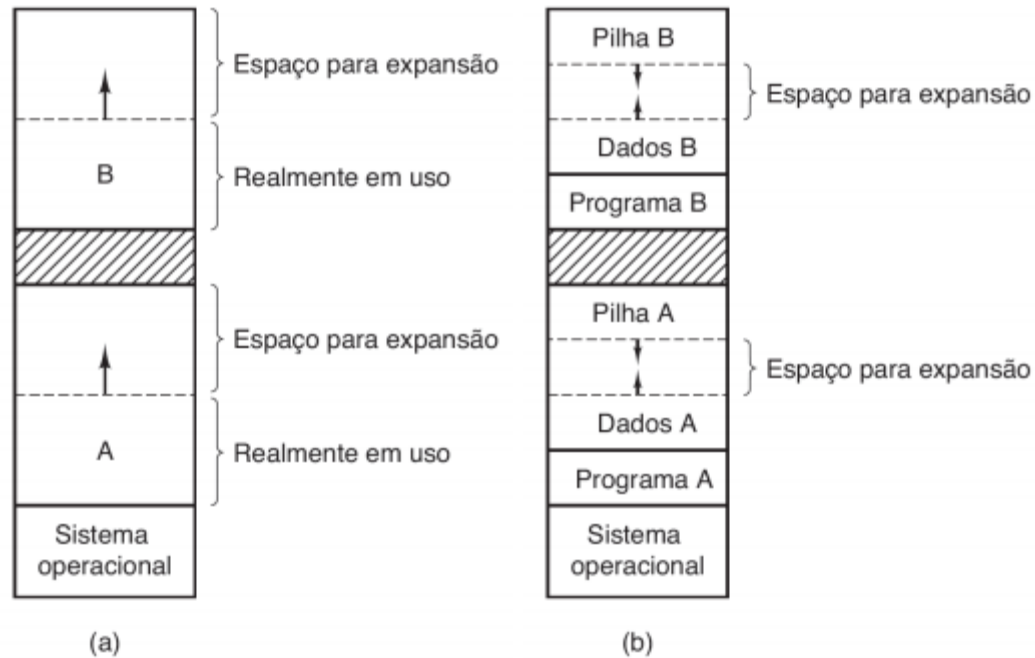 Espaço para expansão
B
Realmente em uso
Espaço para expansão
A
Realmente em uso
Sistema
operacional
(a)
Pilha B
Espaço para expansão
Dados B
Programa B
Pilha A
Espaço para expansão
Dados A
Programa A
Sistema
operacional
(b)